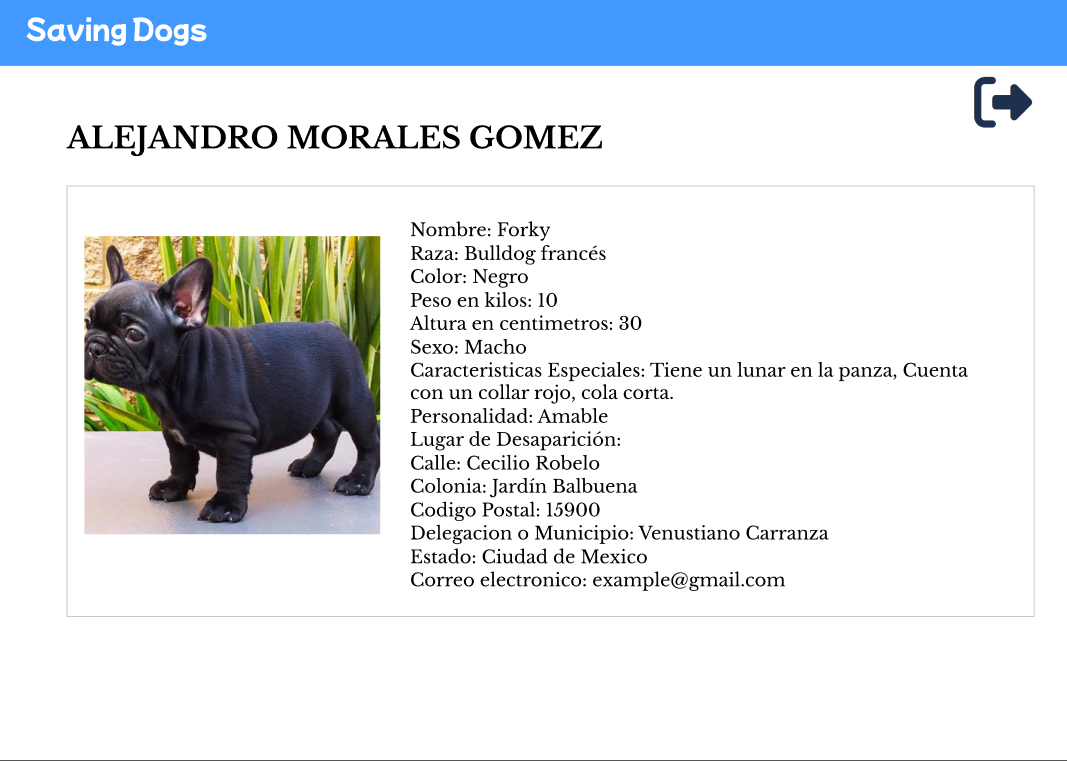 Saving Dogs
ALEJANDRO MORALES GOMEZ
Nombre: Forky
Raza: Bulldog francés
Color: Negro
Peso en kilos: 10
Altura en centimetros: 30
Sexo: Macho
Caracteristicas Especiales: Tiene un lunar en la panza, Cuenta
con un collar rojo, cola corta.
Personalidad: Amable
Lugar de Desaparición:
Calle: Cecilio Robelo
Colonia: Jardín Balbuena
Codigo Postal: 15900
Delegacion o Municipio: Venustiano Carranza
Estado: Ciudad de Mexico
Correo electronico: example@gmail.com